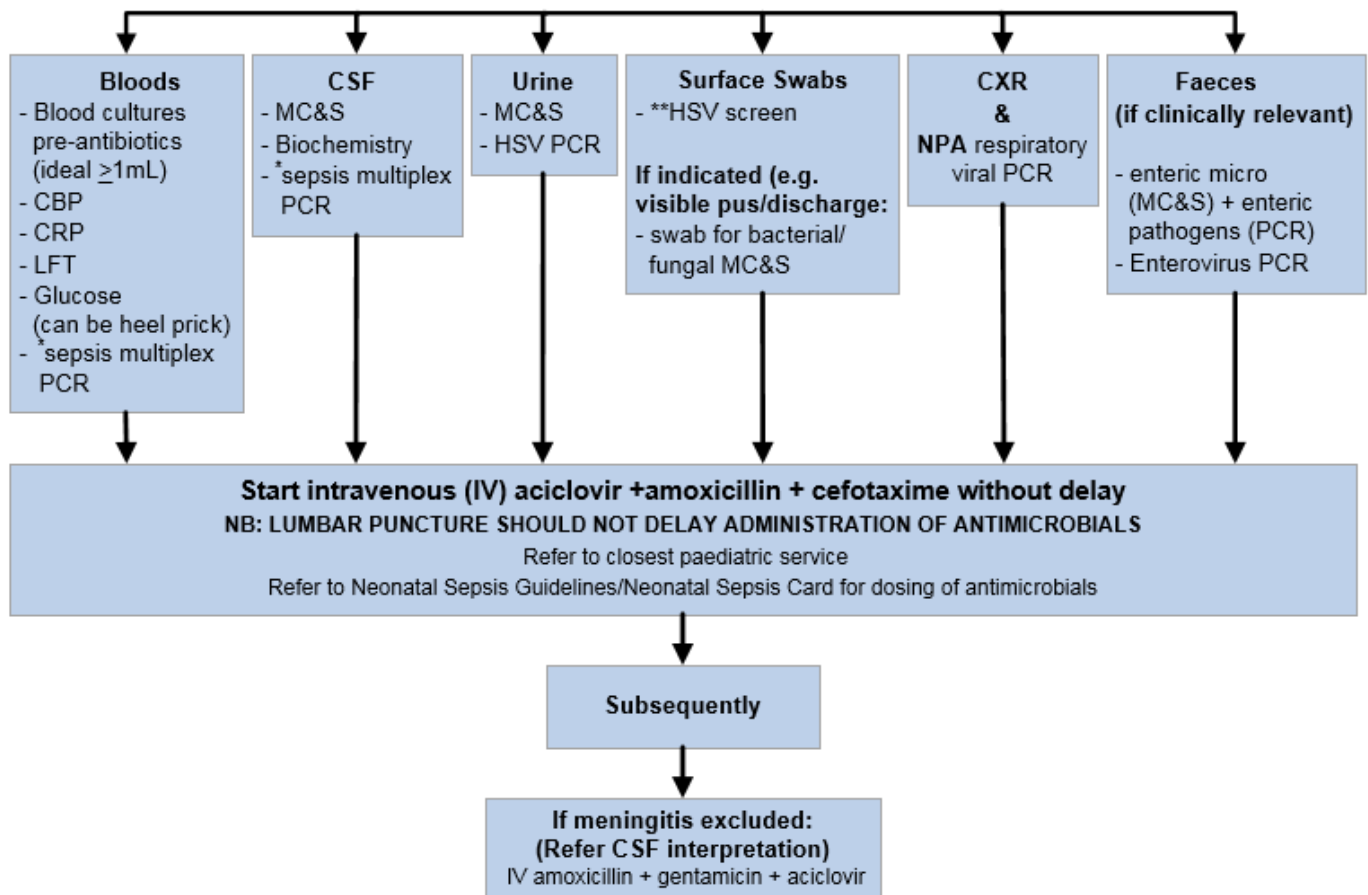 Bloods
- Blood cultures
pre-antibiotics
(ideal ≥1mL)
- CBP
- CRP
- LFT
- Glucose
(can be heel prick)
- *sepsis multiplex
PCR
CSF
- MC&S
- Biochemistry
- *sepsis multiplex
PCR
Urine
- MC&S
- HSV PCR
Surface Swabs
- **HSV screen
If indicated (e.g.
visible pus/discharge:
- swab for bacterial/
fungal MC&S
CXR
&
NPA respiratory
viral PCR
Faeces
(if clinically relevant)
- enteric micro
(MC&S) + enteric
pathogens (PCR)
- Enterovirus PCR
Start intravenous (IV) aciclovir +amoxicillin + cefotaxime without delay
NB: LUMBAR PUNCTURE SHOULD NOT DELAY ADMINISTRATION OF ANTIMICROBIALS
Refer to closest paediatric service
Refer to Neonatal Sepsis Guidelines/Neonatal Sepsis Card for dosing of antimicrobials
Subsequently
If meningitis excluded:
(Refer CSF interpretation)
IV amoxicillin + gentamicin + aciclovir